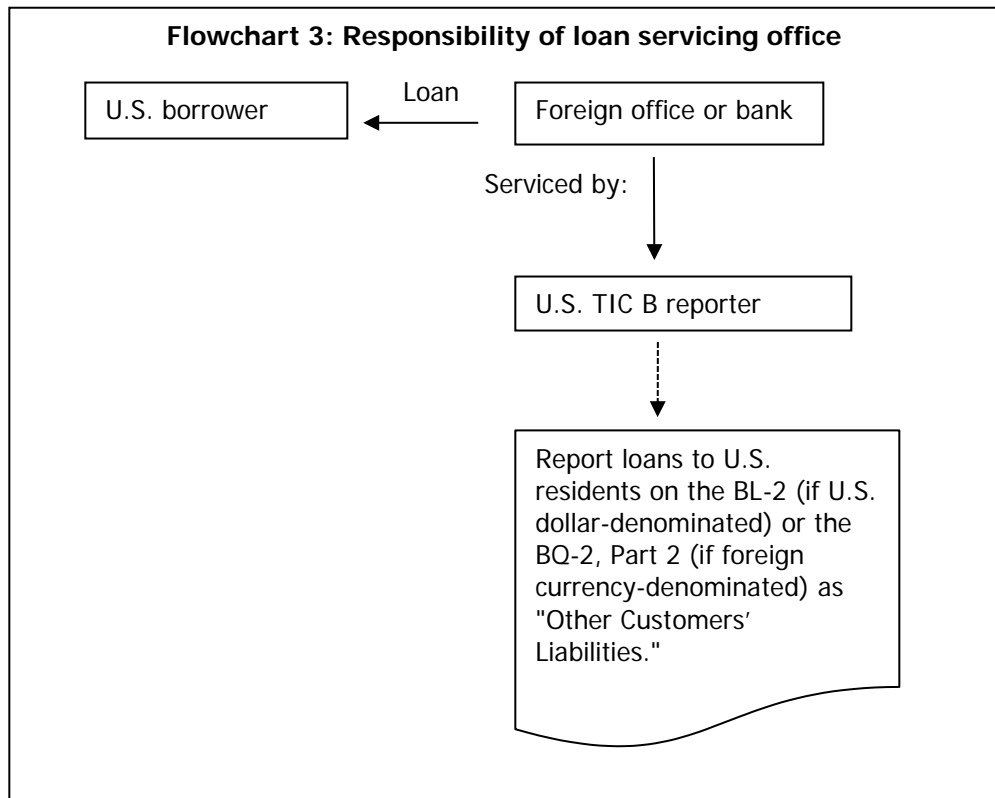 Flowchart 3: Responsibility of loan servicing office
Loan
U.S. borrower
Foreign office or bank
Serviced by:
U.S. TIC B reporter
Report loans to U.S.
residents on the BL-2 (if U.S.
dollar-denominated) or the
BQ-2, Part 2 (if foreign
currency-denominated) as
"Other Customers’
Liabilities."